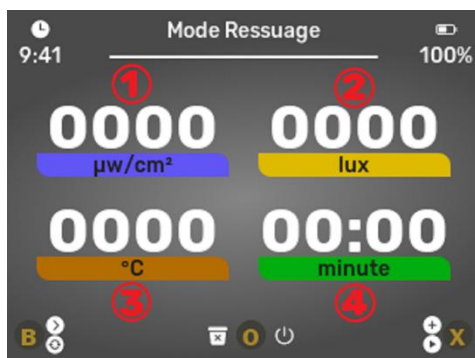 Mode Ressuage
9:41
100%
① ②
0000 0000
µw/cm² lux
0000 00:00
°C minute
③ ④
B O X